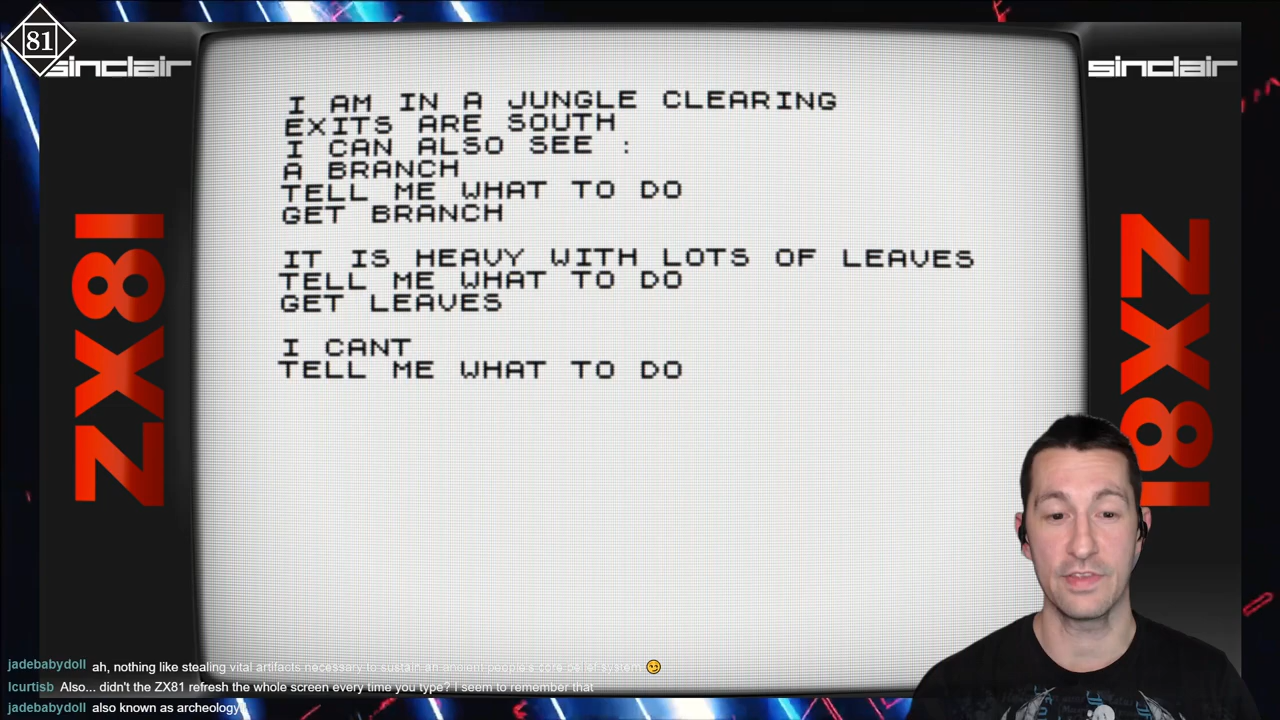 81
sinclair
sinclair
ZX81
ZX81
I AM IN A JUNGLE CLEARING
EXITS ARE SOUTH
I CAN ALSO SEE :
A BRANCH
TELL ME WHAT TO DO
GET BRANCH
IT IS HEAVY WITH LOTS OF LEAVES
TELL ME WHAT TO DO
GET LEAVES
I CANT
TELL ME WHAT TO DO
jadebabydoll ah, nothing like stealing vital artifacts necessary to sustain an ancient people's core belief system 😉
lcurtisb Also... didn't the ZX81 refresh the whole screen every time you type? I seem to remember that
jadebabydoll also known as archeology